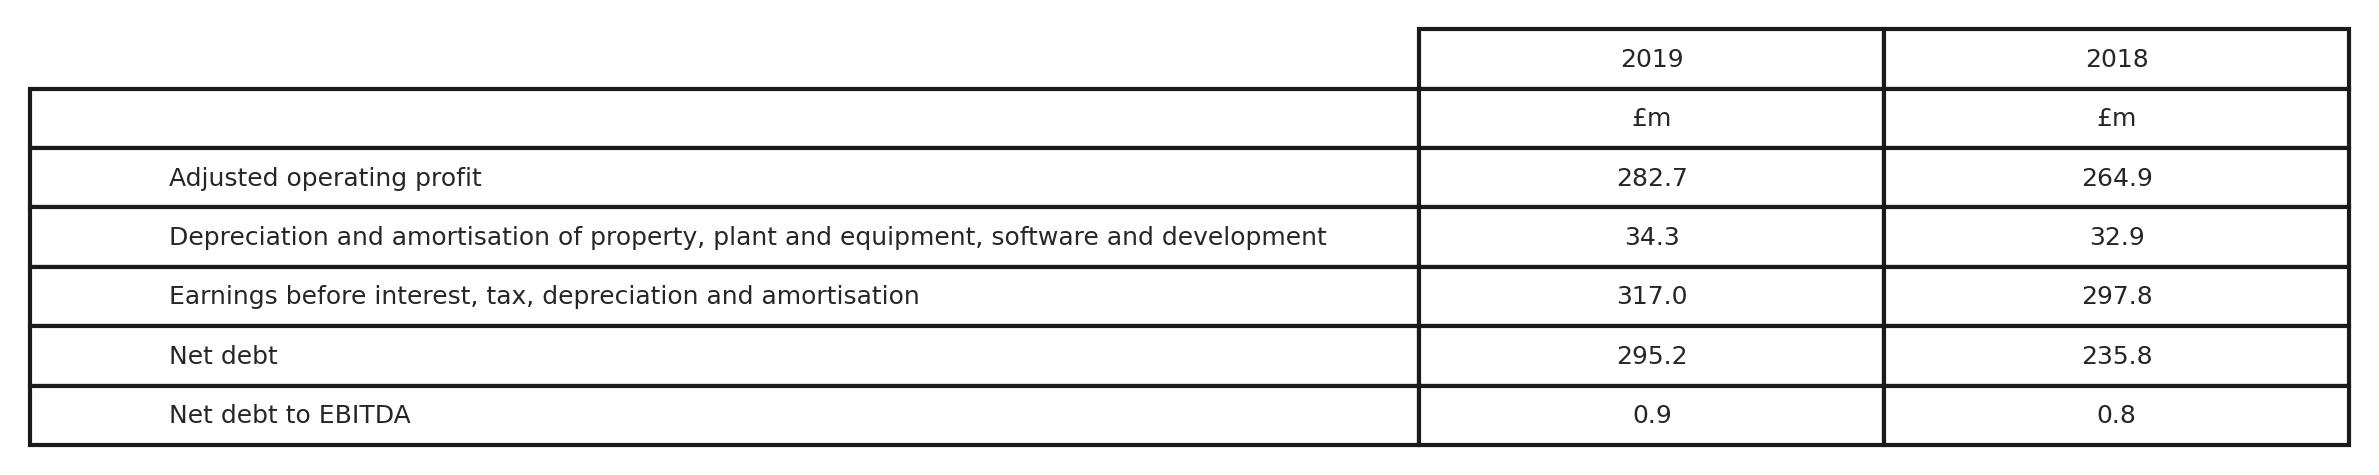 2019 2018
£m £m
Adjusted operating profit 282.7 264.9
Depreciation and amortisation of property, plant and equipment, software and development 34.3 32.9
Earnings before interest, tax, depreciation and amortisation 317.0 297.8
Net debt 295.2 235.8
Net debt to EBITDA 0.9 0.8